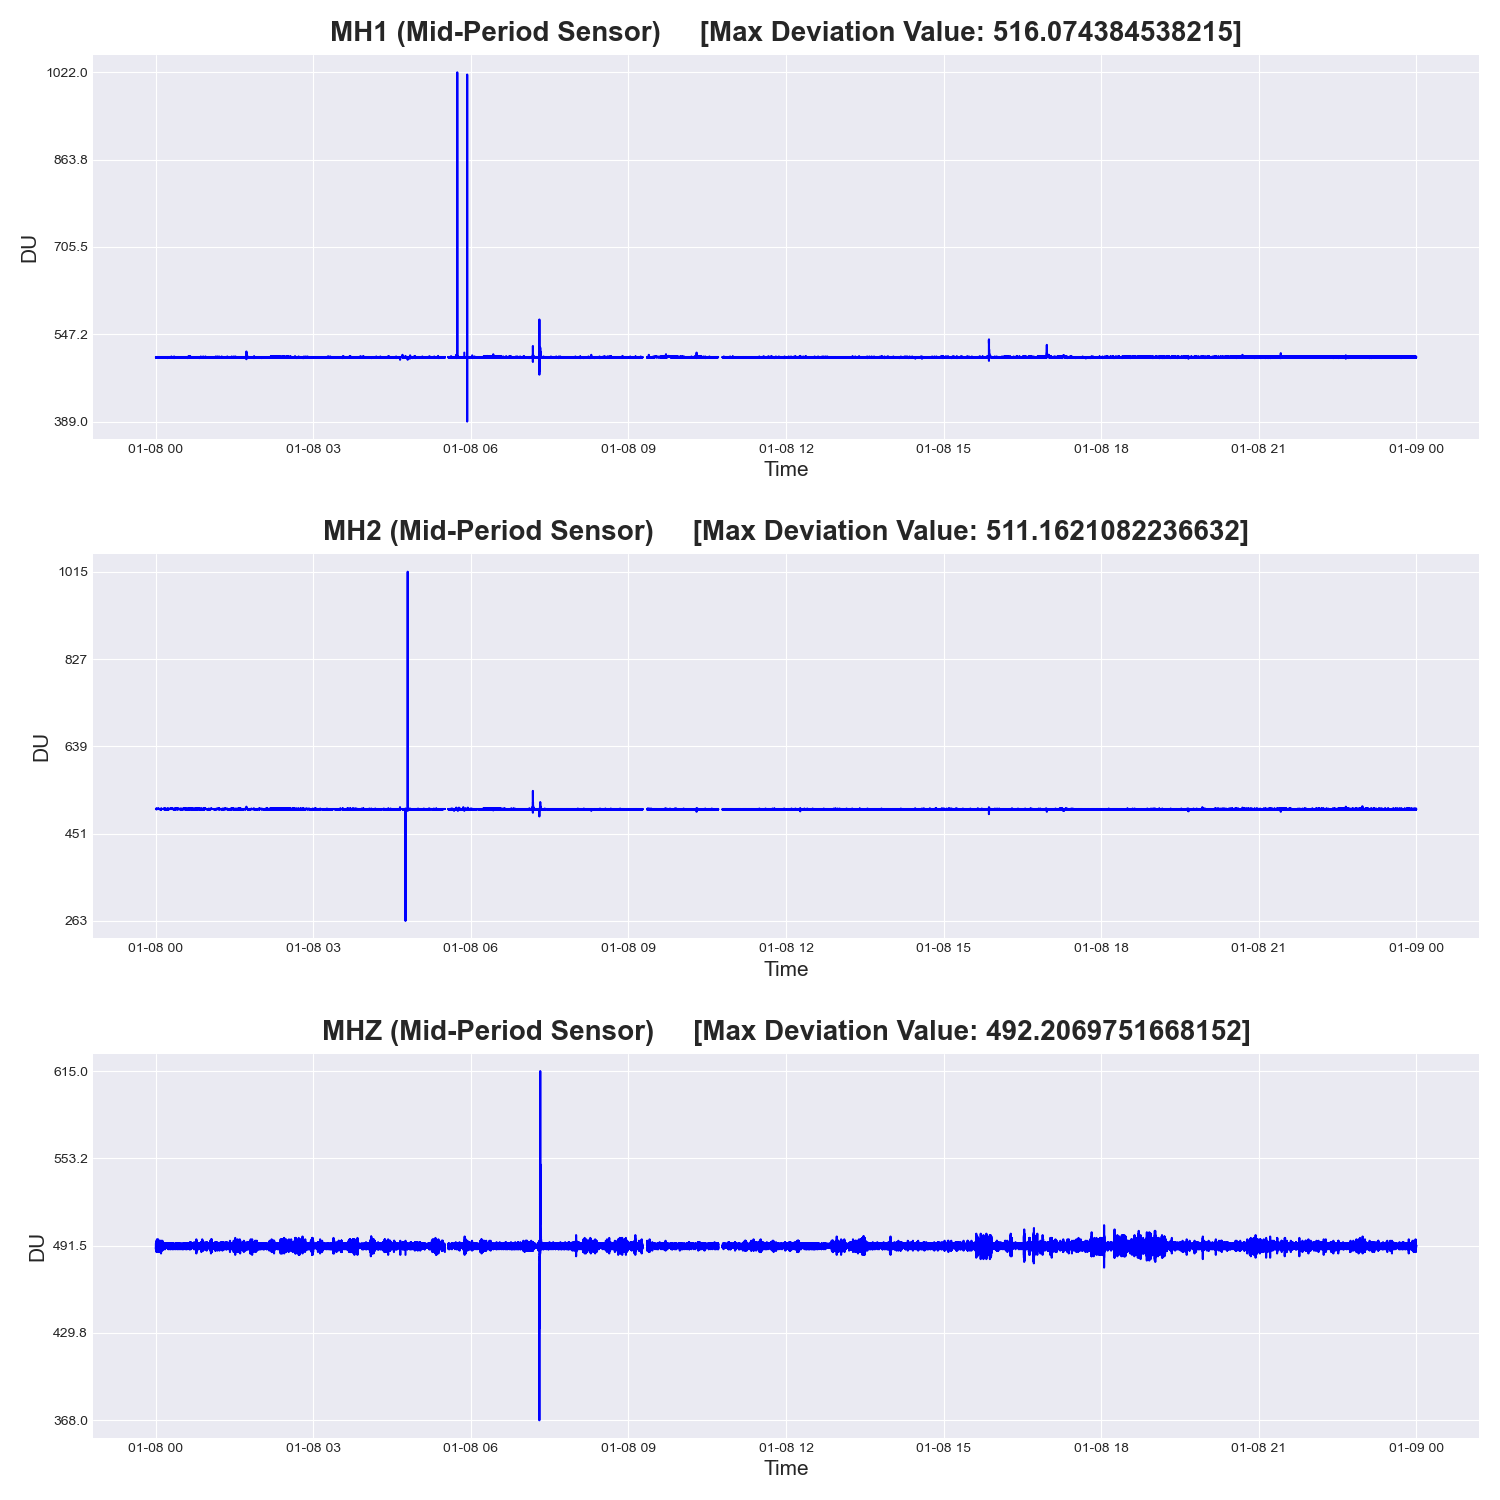 MH1 (Mid-Period Sensor) [Max Deviation Value: 516.074384538215]
1022.0
863.8
705.5
547.2
389.0
DU
01-08 00 01-08 03 01-08 06 01-08 09 01-08 12 01-08 15 01-08 18 01-08 21 01-09 00
Time
MH2 (Mid-Period Sensor) [Max Deviation Value: 511.1621082236632]
1015
827
639
451
263
DU
01-08 00 01-08 03 01-08 06 01-08 09 01-08 12 01-08 15 01-08 18 01-08 21 01-09 00
Time
MHZ (Mid-Period Sensor) [Max Deviation Value: 492.2069751668152]
615.0
553.2
491.5
429.8
368.0
DU
01-08 00 01-08 03 01-08 06 01-08 09 01-08 12 01-08 15 01-08 18 01-08 21 01-09 00
Time